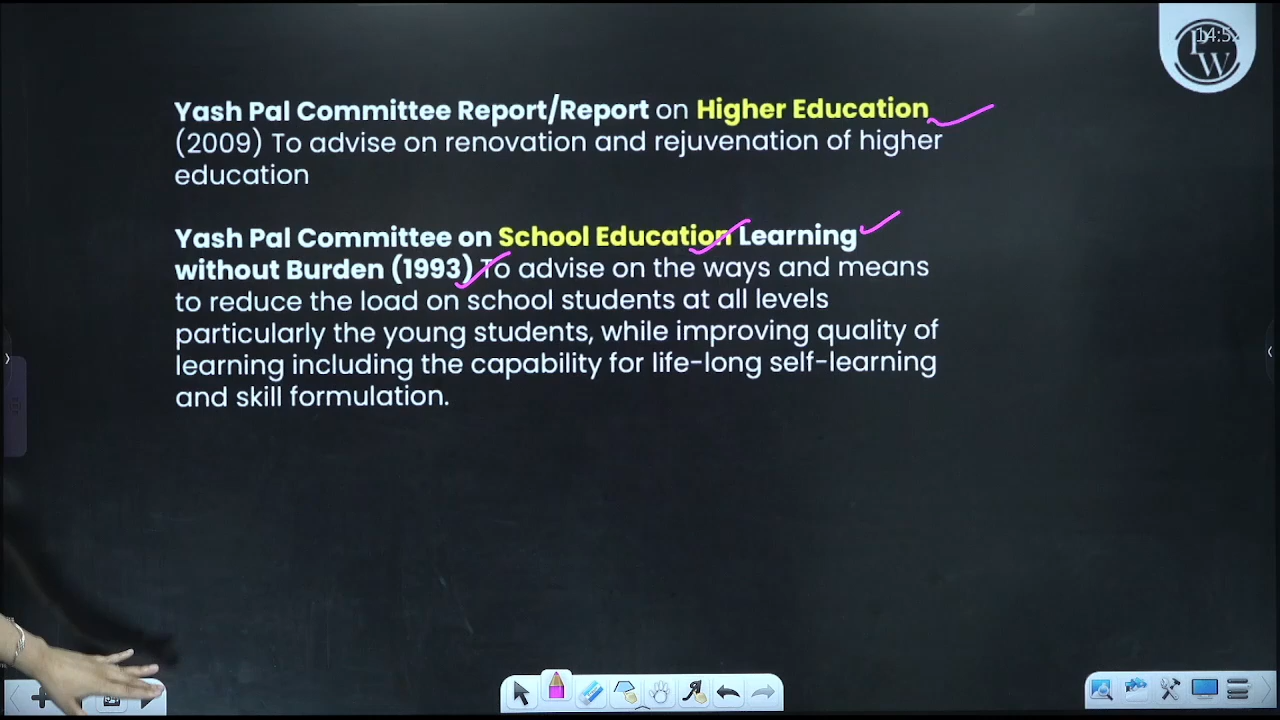 14:52
PW
Yash Pal Committee Report/Report on Higher Education
(2009) To advise on renovation and rejuvenation of higher
education
Yash Pal Committee on School Education Learning
without Burden (1993) To advise on the ways and means
to reduce the load on school students at all levels
particularly the young students, while improving quality of
learning including the capability for life-long self-learning
and skill formulation.